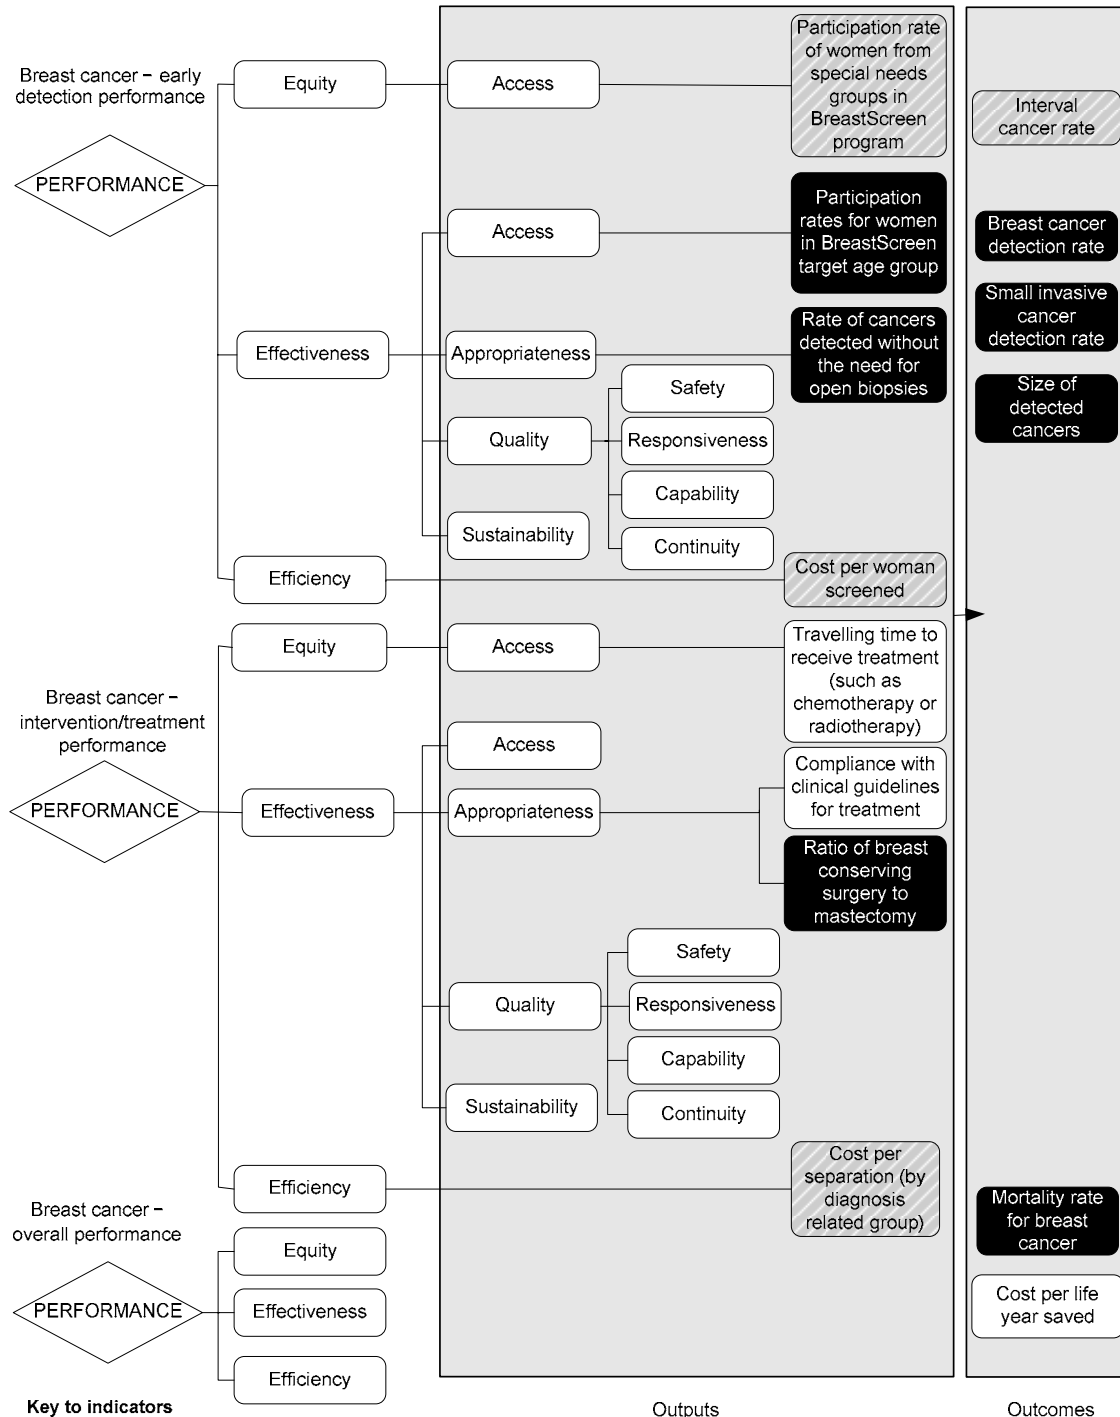 Breast cancer – early
detection performance
PERFORMANCE
Equity
Access
Participation rate
of women from
special needs
groups in
BreastScreen
program
Interval
cancer rate
Access
Participation
rates for women
in BreastScreen
target age group
Breast cancer
detection rate
Small invasive
cancer
detection rate
Effectiveness
Appropriateness
Rate of cancers
detected without
the need for
open biopsies
Size of
detected
cancers
Quality
Safety
Responsiveness
Capability
Continuity
Sustainability
Efficiency
Cost per woman
screened
Breast cancer –
intervention/treatment
performance
PERFORMANCE
Equity
Access
Travelling time to
receive treatment
(such as
chemotherapy or
radiotherapy)
Access
Effectiveness
Appropriateness
Compliance with
clinical guidelines
for treatment
Ratio of breast
conserving
surgery to
mastectomy
Quality
Safety
Responsiveness
Capability
Continuity
Sustainability
Efficiency
Cost per
separation (by
diagnosis
related group)
Breast cancer –
overall performance
PERFORMANCE
Equity
Effectiveness
Efficiency
Mortality rate
for breast
cancer
Cost per life
year saved
Key to indicators
Outputs
Outcomes